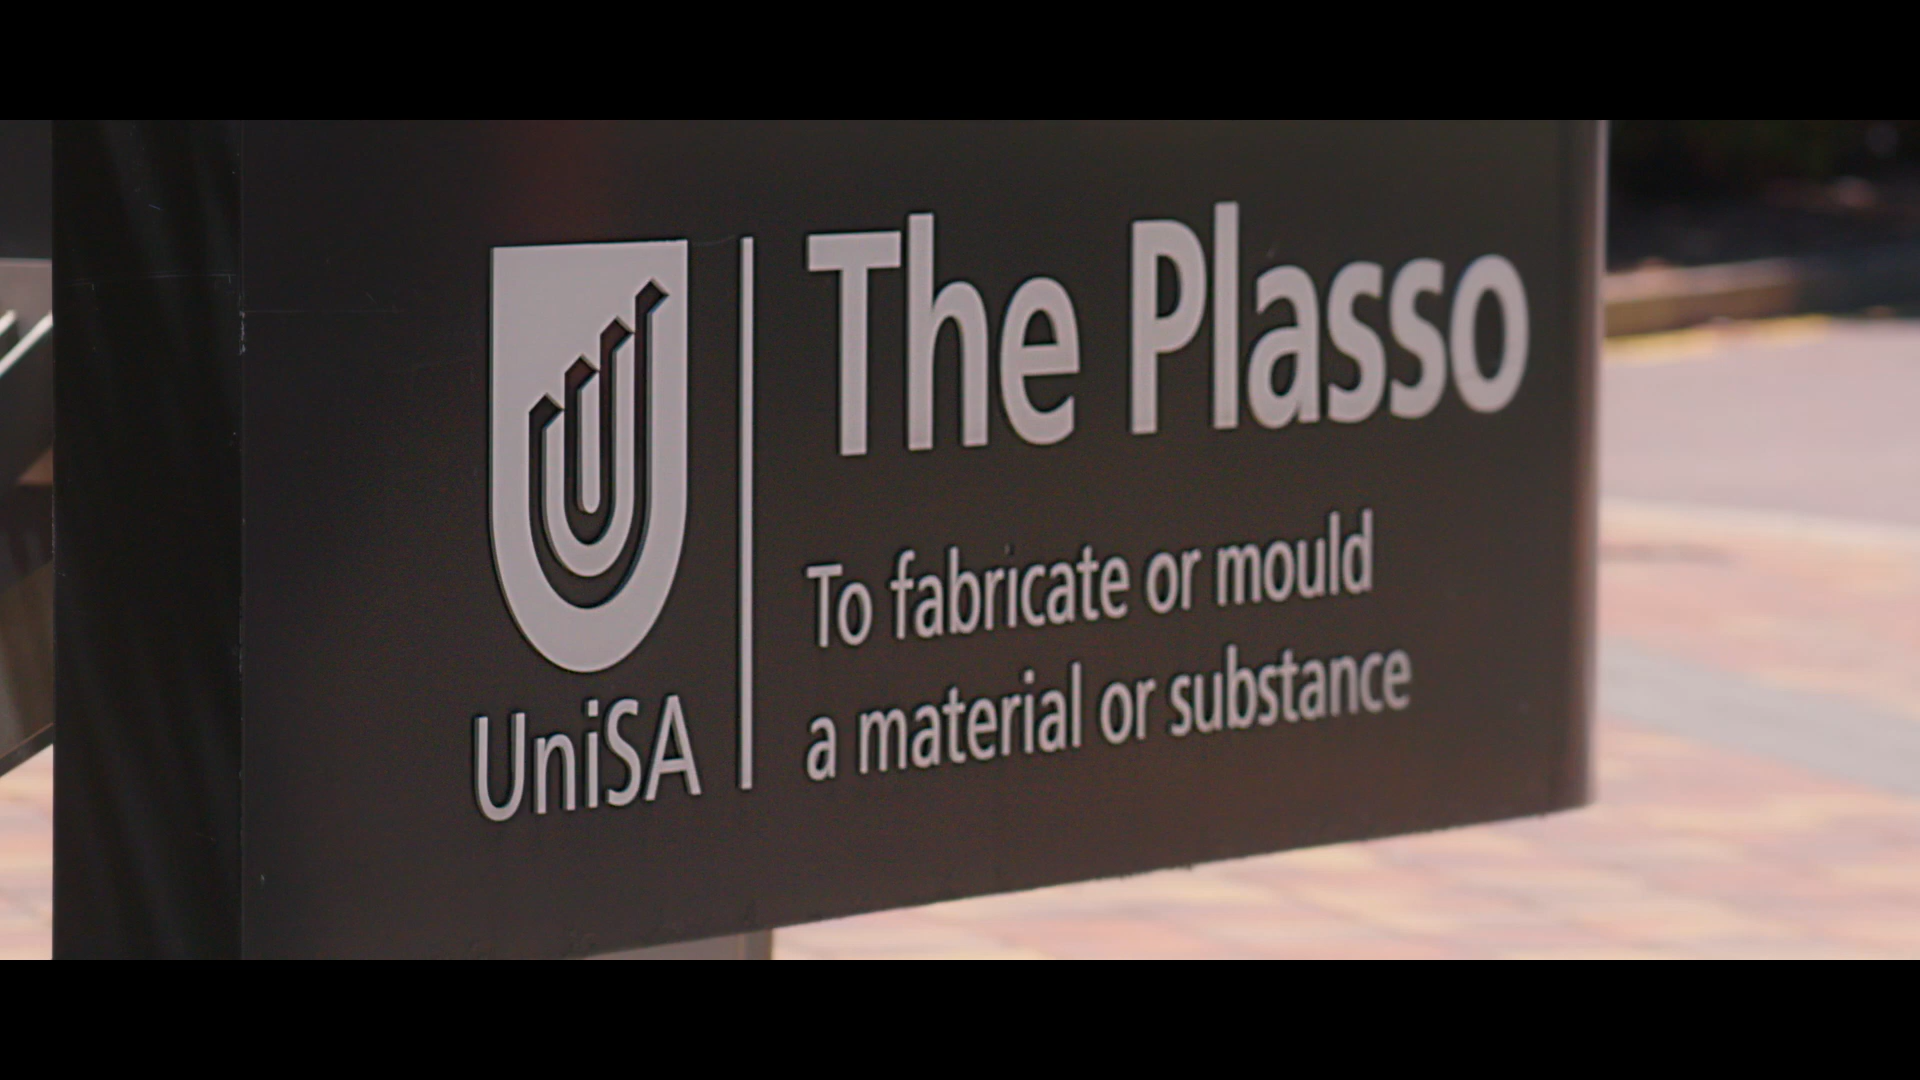 The Plasso
To fabricate or mould
a material or substance
UniSA